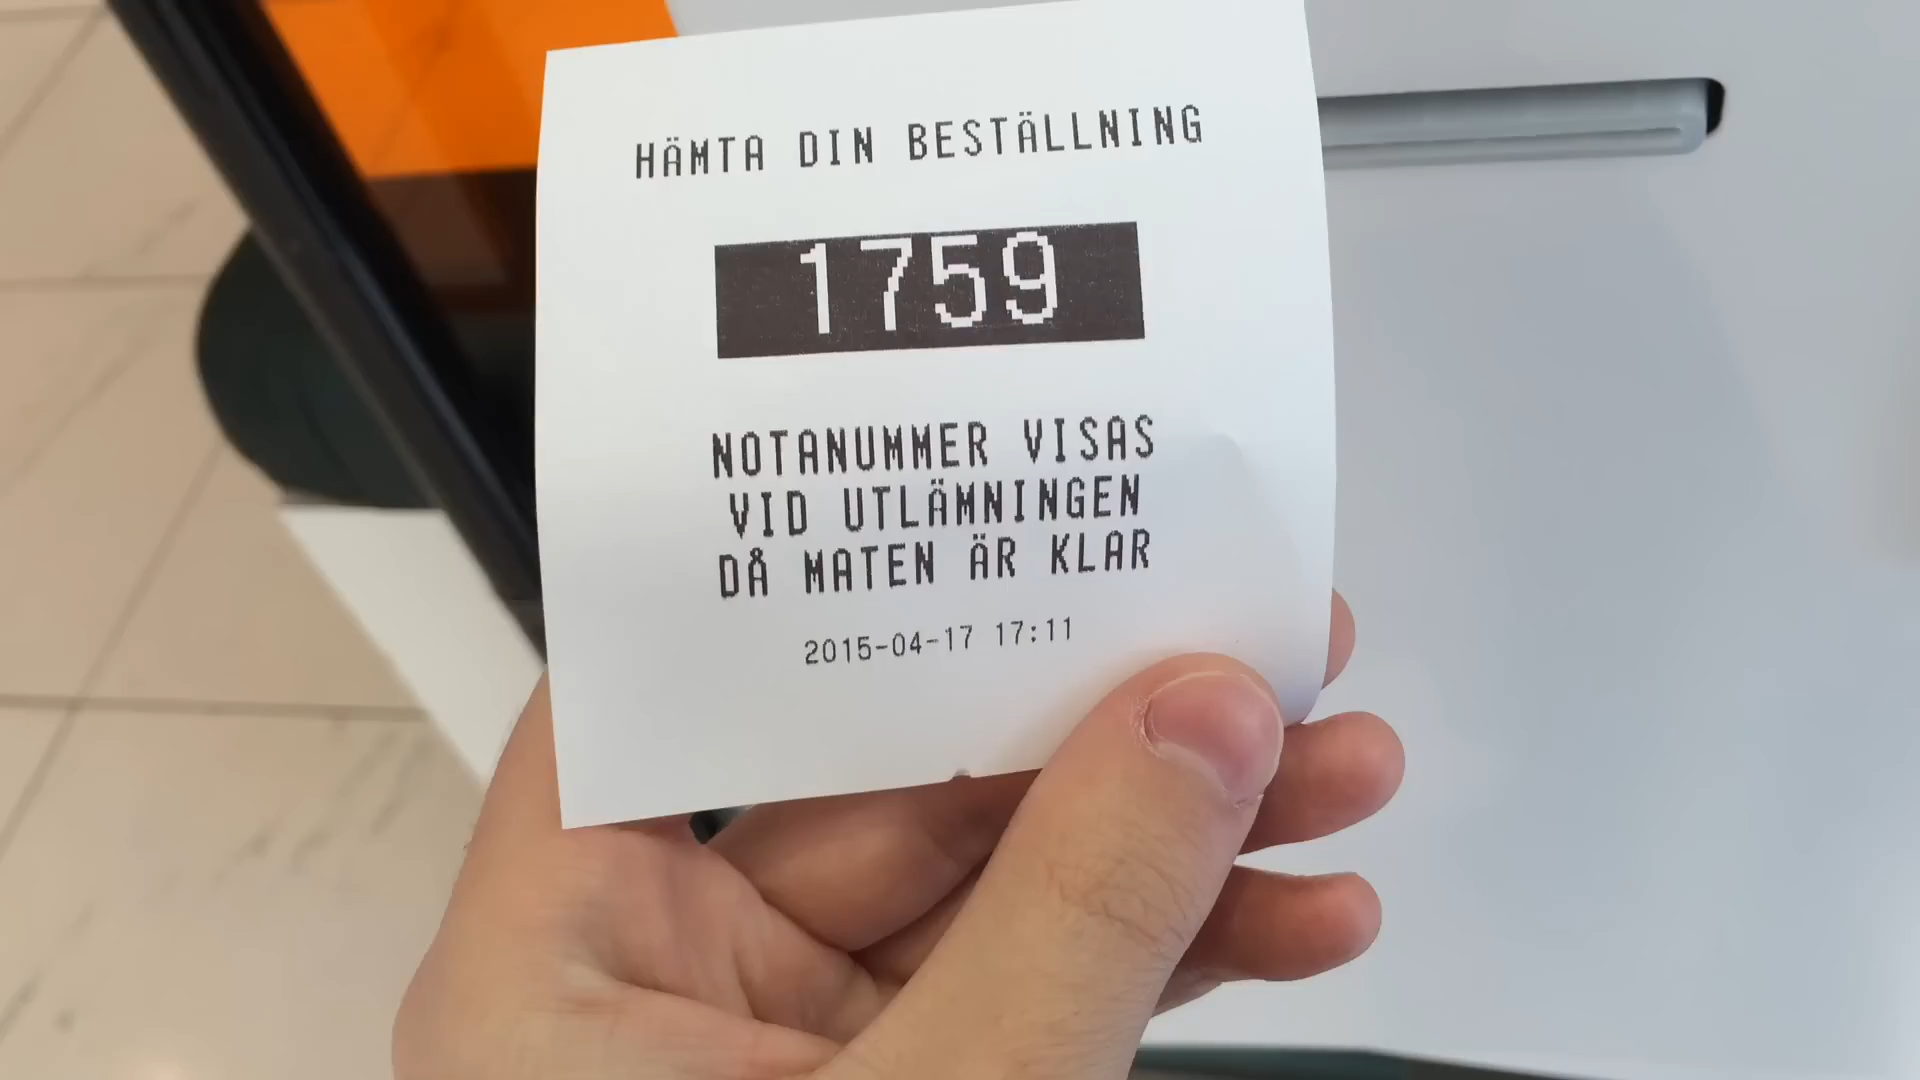 HÄMTA DIN BESTÄLLNING
1759
NOTANUMMER VISAS
VID UTLÄMNINGEN
DÅ MATEN ÄR KLAR
2015-04-17 17:11